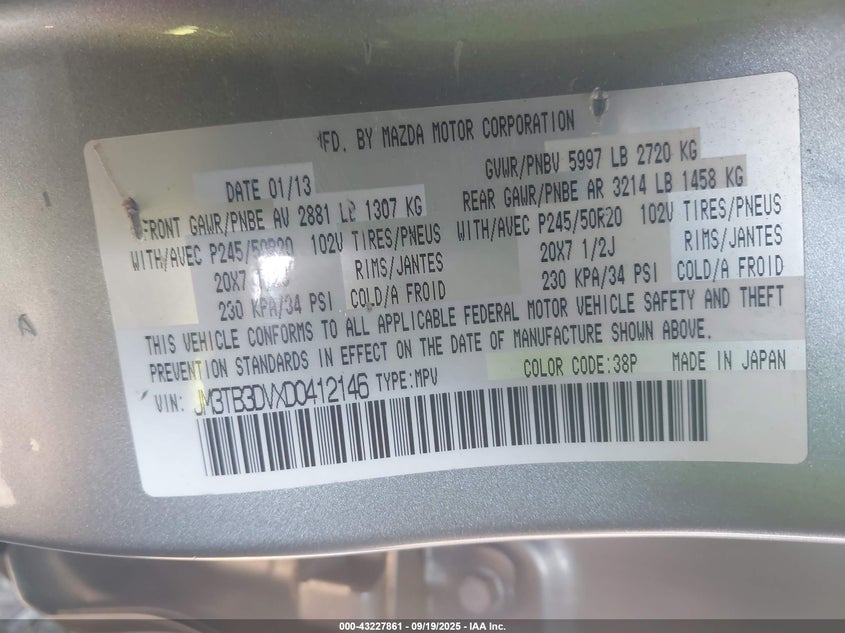 MFD. BY MAZDA MOTOR CORPORATION
DATE 01/13 GVWR/PNBV 5997 LB 2720 KG
FRONT GAWR/PNBE AV 2881 LB 1307 KG REAR GAWR/PNBE AR 3214 LB 1458 KG
WITH/AVEC P245/50R20 102V TIRES/PNEUS WITH/AVEC P245/50R20 102V TIRES/PNEUS
20X7 1/2J RIMS/JANTES 20X7 1/2J RIMS/JANTES
230 KPA/34 PSI COLD/A FROID 230 KPA/34 PSI COLD/A FROID
THIS VEHICLE CONFORMS TO ALL APPLICABLE FEDERAL MOTOR VEHICLE SAFETY AND THEFT
PREVENTION STANDARDS IN EFFECT ON THE DATE OF MANUFACTURE SHOWN ABOVE.
VIN: JM3TB3DVXD0412146 TYPE:MPV COLOR CODE:38P MADE IN JAPAN
000-43227861 - 09/19/2025 - IAA Inc.